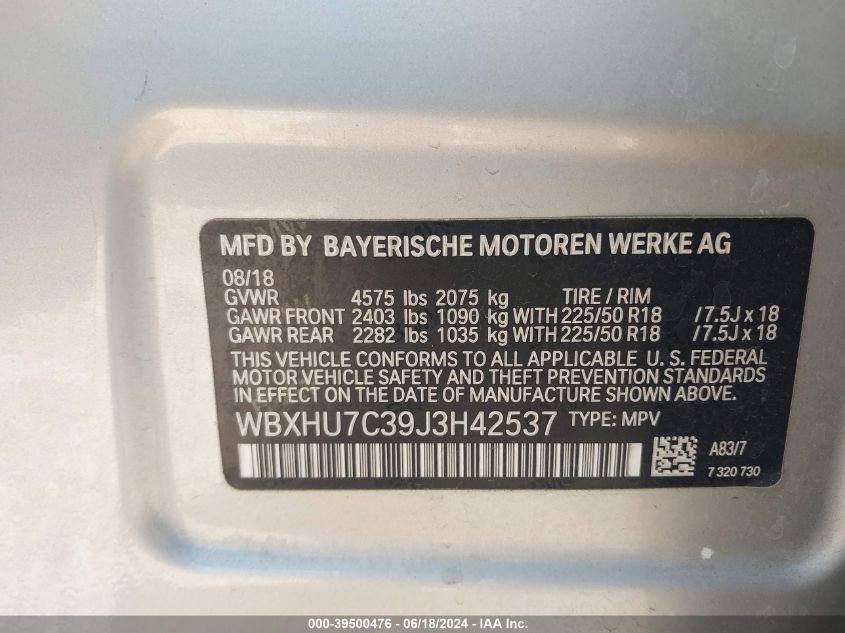 MFD BY BAYERISCHE MOTOREN WERKE AG
08/18
GVWR 4575 lbs 2075 kg TIRE / RIM
GAWR FRONT 2403 lbs 1090 kg WITH 225/50 R18 / 7.5J x 18
GAWR REAR 2282 lbs 1035 kg WITH 225/50 R18 / 7.5J x 18
THIS VEHICLE CONFORMS TO ALL APPLICABLE U. S. FEDERAL
MOTOR VEHICLE SAFETY AND THEFT PREVENTION STANDARDS
IN EFFECT ON THE DATE OF MANUFACTURE SHOWN ABOVE.
WBXHU7C39J3H42537 TYPE: MPV
A83/7
7 320 730
000-39500476 - 06/18/2024 - IAA Inc.